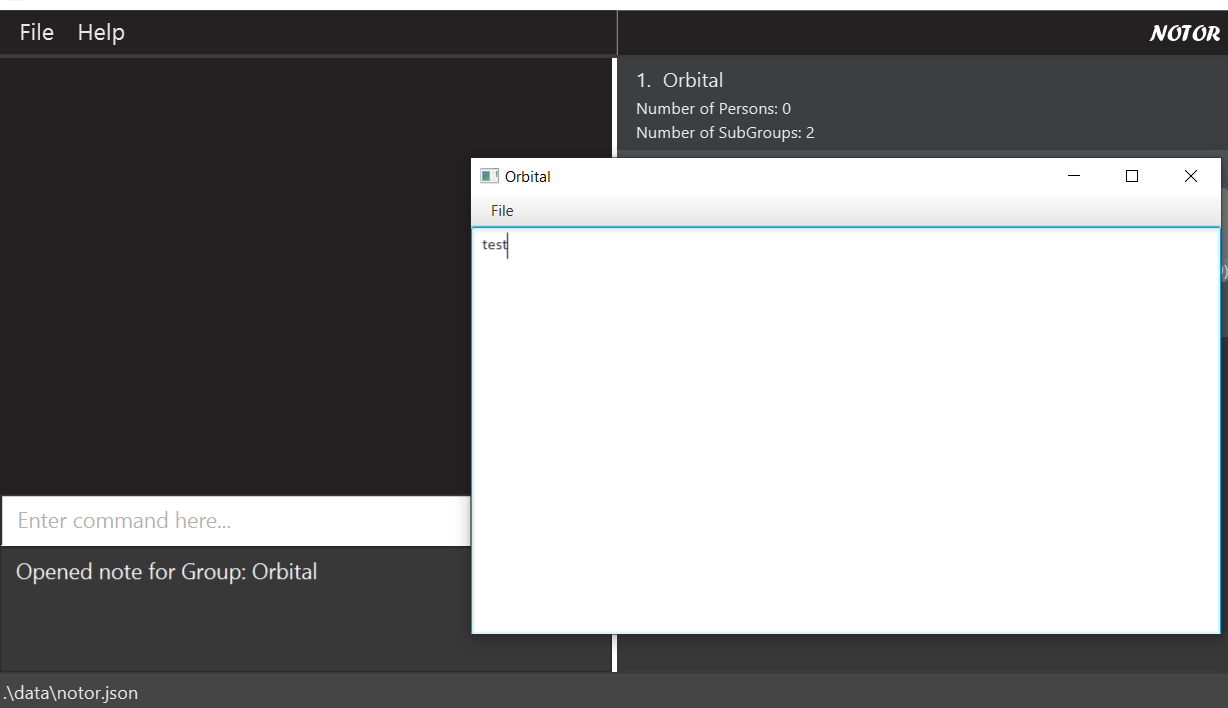 File Help
NOTOR
1. Orbital
Number of Persons: 0
Number of SubGroups: 2
Orbital
File
test
Enter command here...
Opened note for Group: Orbital
.\data\notor.json